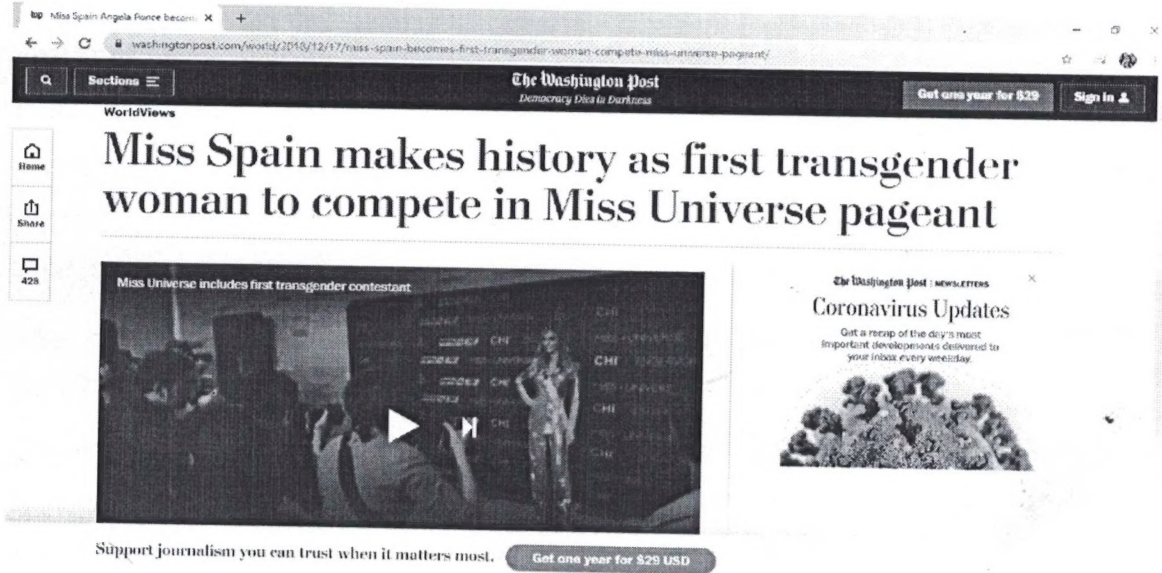 Miss Spain Angela Ponce becom
washingtonpost.com/world/2018/12/17/miss-spain-becomes-first-transgender-woman-compete-miss-universe-pageant/
Sections
The Washington Post
Democracy Dies in Darkness
Get one year for $29
Sign in
WorldViews
Home
Share
428
Miss Spain makes history as first transgender
woman to compete in Miss Universe pageant
Miss Universe includes first transgender contestant
CHI
CHI
CHI
CHI
CHI
The Washington Post | NEWSLETTERS
Coronavirus Updates
Get a recap of the day's most
important developments delivered to
your inbox every weekday.
Support journalism you can trust when it matters most.
Get one year for $29 USD